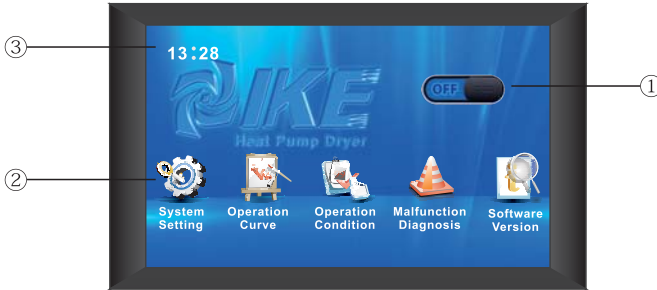 ③
13:28
①
OFF
IKE
Heat Pump Dryer
②
System Setting
Operation Curve
Operation Condition
Malfunction Diagnosis
Software Version